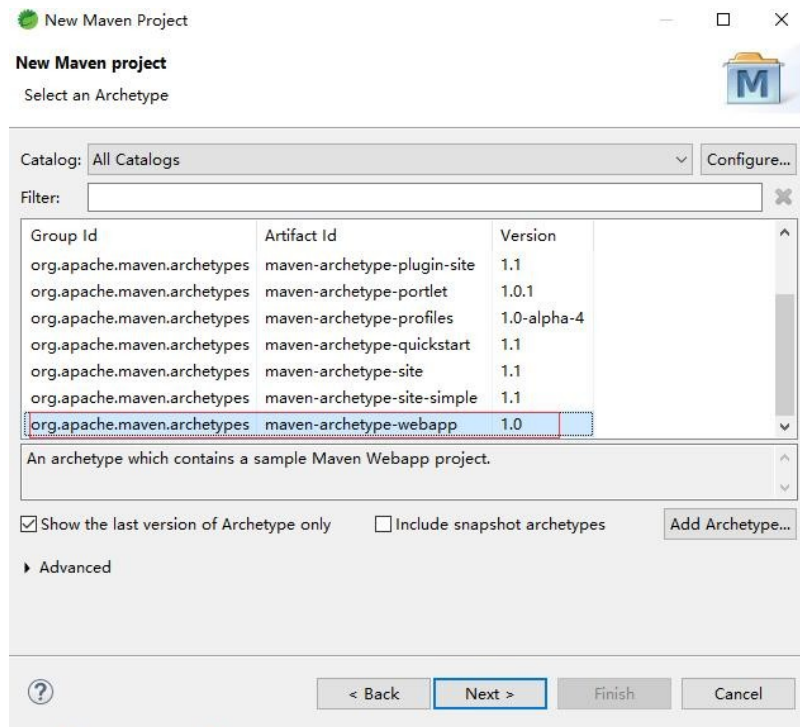 New Maven Project
New Maven project
Select an Archetype
M
Catalog: All Catalogs Configure...
Filter:
Group Id Artifact Id Version
org.apache.maven.archetypes maven-archetype-plugin-site 1.1
org.apache.maven.archetypes maven-archetype-portlet 1.0.1
org.apache.maven.archetypes maven-archetype-profiles 1.0-alpha-4
org.apache.maven.archetypes maven-archetype-quickstart 1.1
org.apache.maven.archetypes maven-archetype-site 1.1
org.apache.maven.archetypes maven-archetype-site-simple 1.1
org.apache.maven.archetypes maven-archetype-webapp 1.0
An archetype which contains a sample Maven Webapp project.
Show the last version of Archetype only Include snapshot archetypes Add Archetype...
Advanced
? < Back Next > Finish Cancel